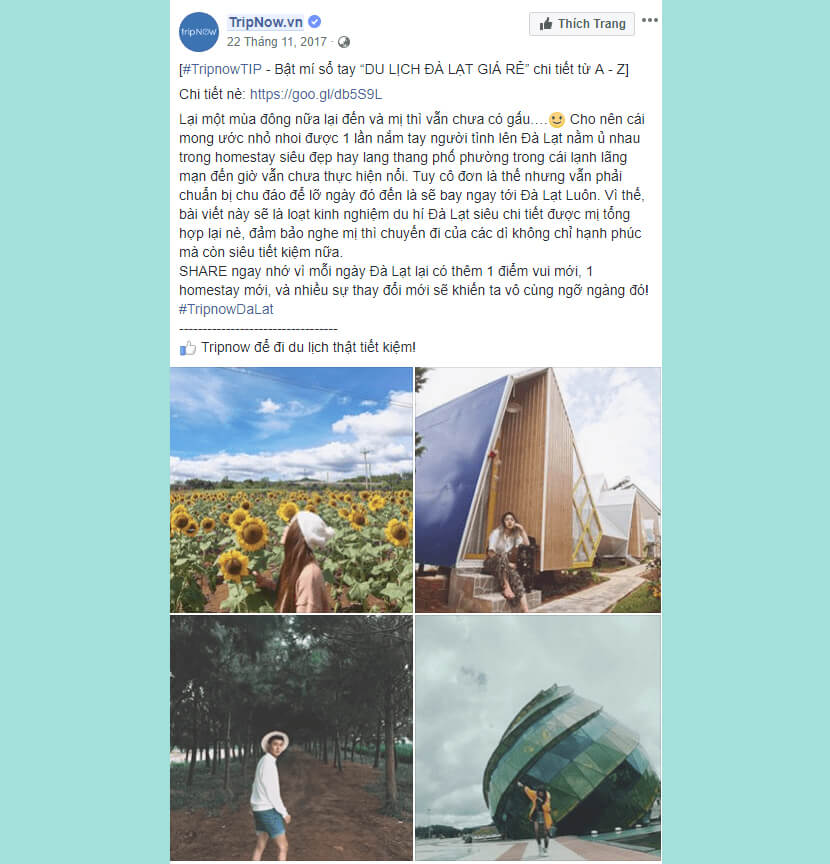 tripNOW
TripNow.vn
22 Tháng 11, 2017 ·
Thích Trang
[#TripnowTIP - Bật mí sổ tay “DU LỊCH ĐÀ LẠT GIÁ RẺ” chi tiết từ A - Z]
Chi tiết nè: https://goo.gl/db5S9L
Lại một mùa đông nữa lại đến và mị thì vẫn chưa có gấu.... Cho nên cái
mong ước nhỏ nhoi được 1 lần nắm tay người tình lên Đà Lạt nằm ủ nhau
trong homestay siêu đẹp hay lang thang phố phường trong cái lạnh lãng
mạn đến giờ vẫn chưa thực hiện nổi. Tuy cô đơn là thế nhưng vẫn phải
chuẩn bị chu đáo để lỡ ngày đó đến là sẽ bay ngay tới Đà Lạt Luôn. Vì thế,
bài viết này sẽ là loạt kinh nghiệm du hí Đà Lạt siêu chi tiết được mị tổng
hợp lại nè, đảm bảo nghe mị thì chuyến đi của các dì không chỉ hạnh phúc
mà còn siêu tiết kiệm nữa.
SHARE ngay nhớ vì mỗi ngày Đà Lạt lại có thêm 1 điểm vui mới, 1
homestay mới, và nhiều sự thay đổi mới sẽ khiến ta vô cùng ngỡ ngàng đó!
#TripnowDaLat
----------------------------------
Tripnow để đi du lịch thật tiết kiệm!